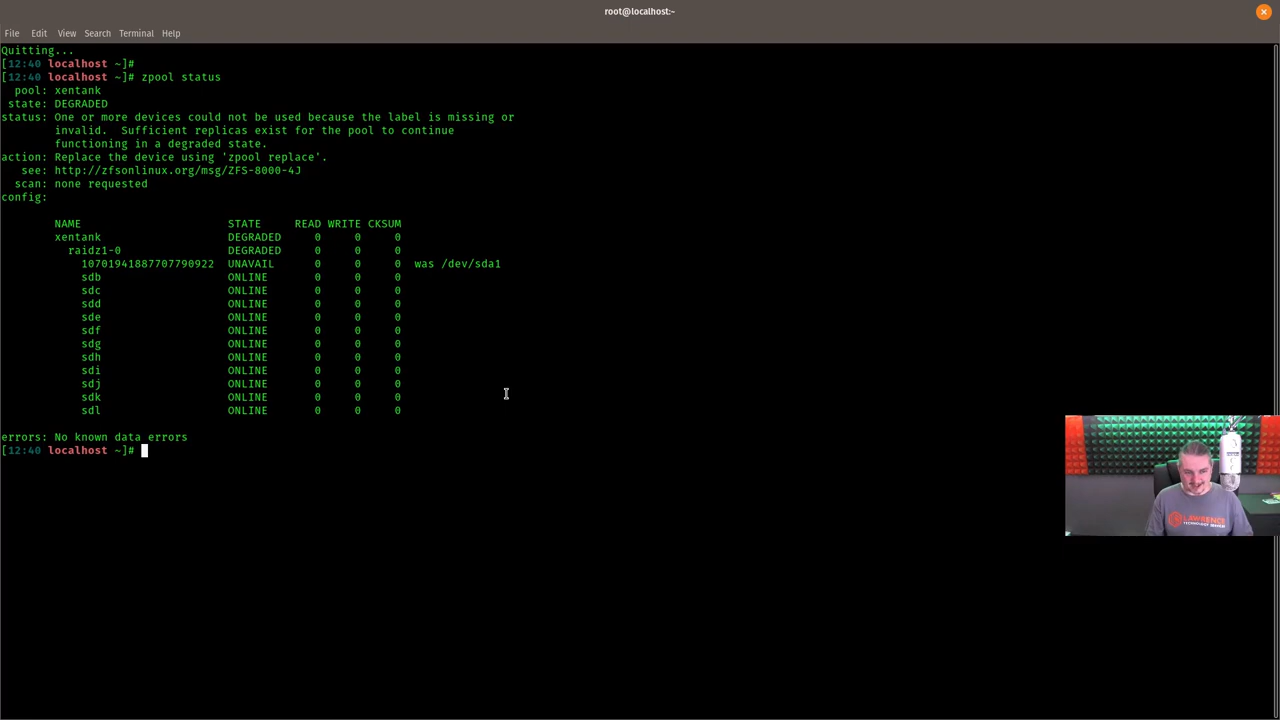 root@localhost:~
File Edit View Search Terminal Help
Quitting...
[12:40 localhost ~]#
[12:40 localhost ~]# zpool status
  pool: xentank
 state: DEGRADED
status: One or more devices could not be used because the label is missing or
        invalid.  Sufficient replicas exist for the pool to continue
        functioning in a degraded state.
action: Replace the device using 'zpool replace'.
   see: http://zfsonlinux.org/msg/ZFS-8000-4J
  scan: none requested
config:
        NAME                      STATE     READ WRITE CKSUM
        xentank                   DEGRADED     0     0     0
          raidz1-0                DEGRADED     0     0     0
            10701941887707790922  UNAVAIL      0     0     0  was /dev/sda1
            sdb                   ONLINE       0     0     0
            sdc                   ONLINE       0     0     0
            sdd                   ONLINE       0     0     0
            sde                   ONLINE       0     0     0
            sdf                   ONLINE       0     0     0
            sdg                   ONLINE       0     0     0
            sdh                   ONLINE       0     0     0
            sdi                   ONLINE       0     0     0
            sdj                   ONLINE       0     0     0
            sdk                   ONLINE       0     0     0
            sdl                   ONLINE       0     0     0
errors: No known data errors
[12:40 localhost ~]#
LAWRENCE